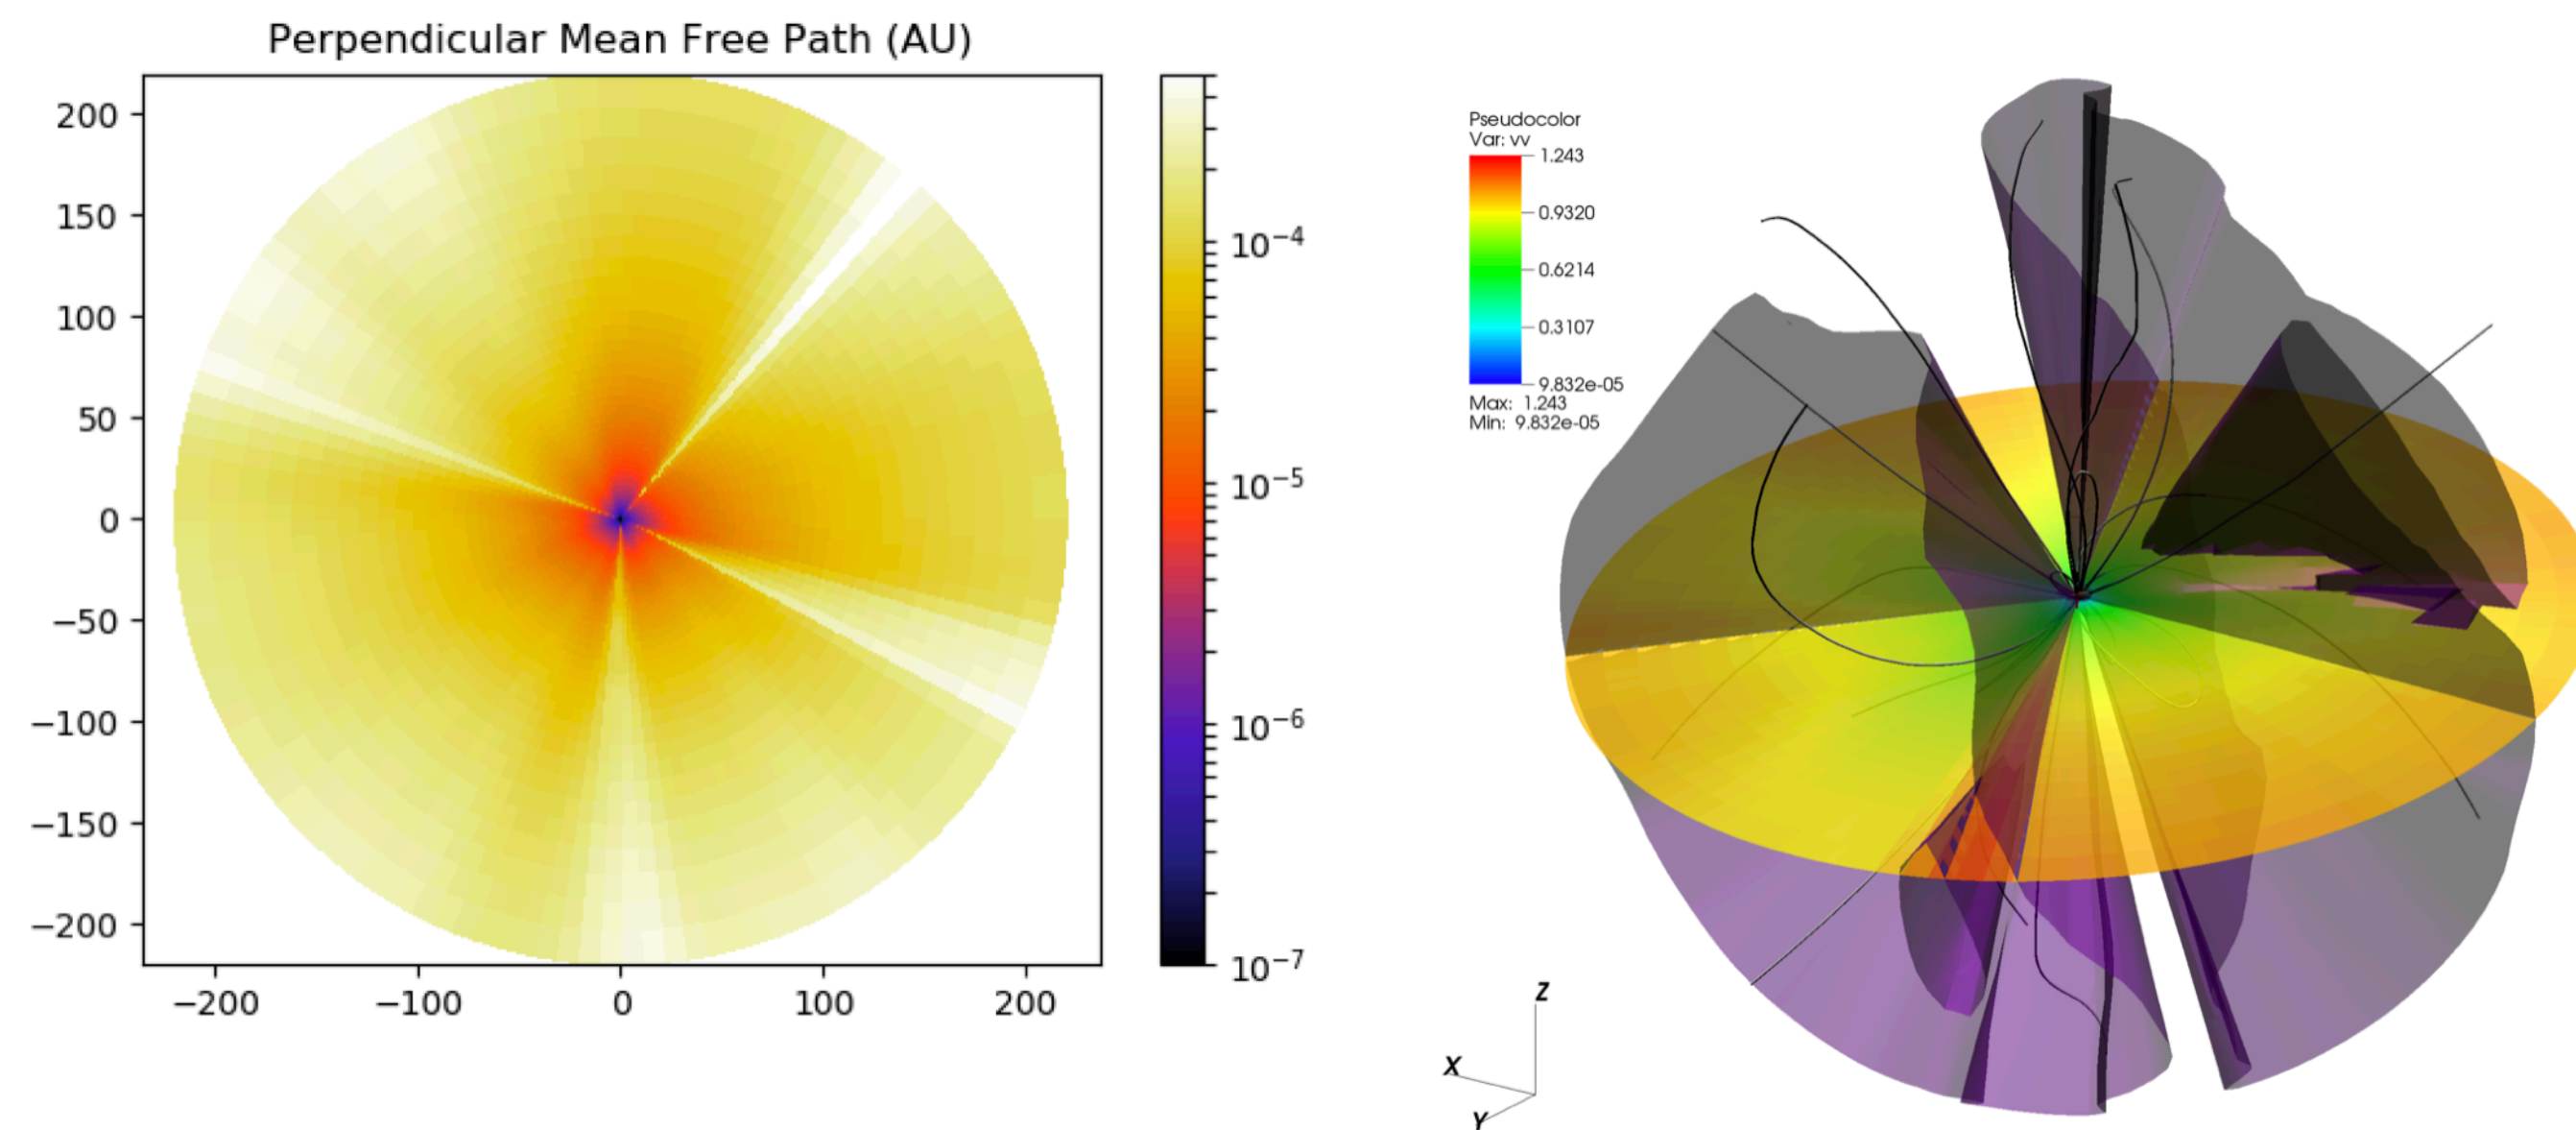 Perpendicular Mean Free Path (AU)
200
150
100
50
0
−50
−100
−150
−200
−200 −100 0 100 200
10−4
10−5
10−6
10−7
Pseudocolor
Var: vv
1.243
0.9320
0.6214
0.3107
9.832e-05
Max: 1.243
Min: 9.832e-05
Z
X
Y